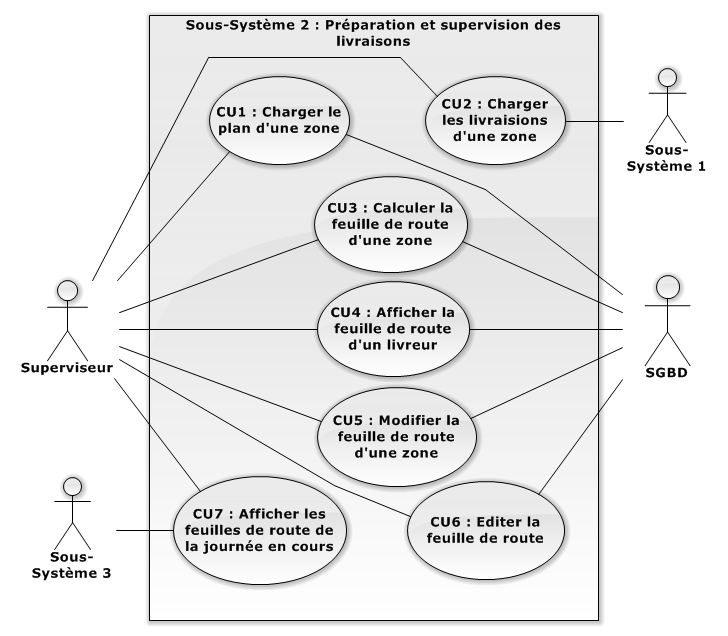 Sous-Système 2 : Préparation et supervision des
livraisons
CU1 : Charger le
plan d'une zone
CU2 : Charger
les livraisions
d'une zone
Sous-
Système 1
CU3 : Calculer la
feuille de route
d'une zone
CU4 : Afficher la
feuille de route
d'un livreur
Superviseur
SGBD
CU5 : Modifier la
feuille de route
d'une zone
CU7 : Afficher les
feuilles de route de
la journée en cours
CU6 : Editer la
feuille de route
Sous-
Système 3